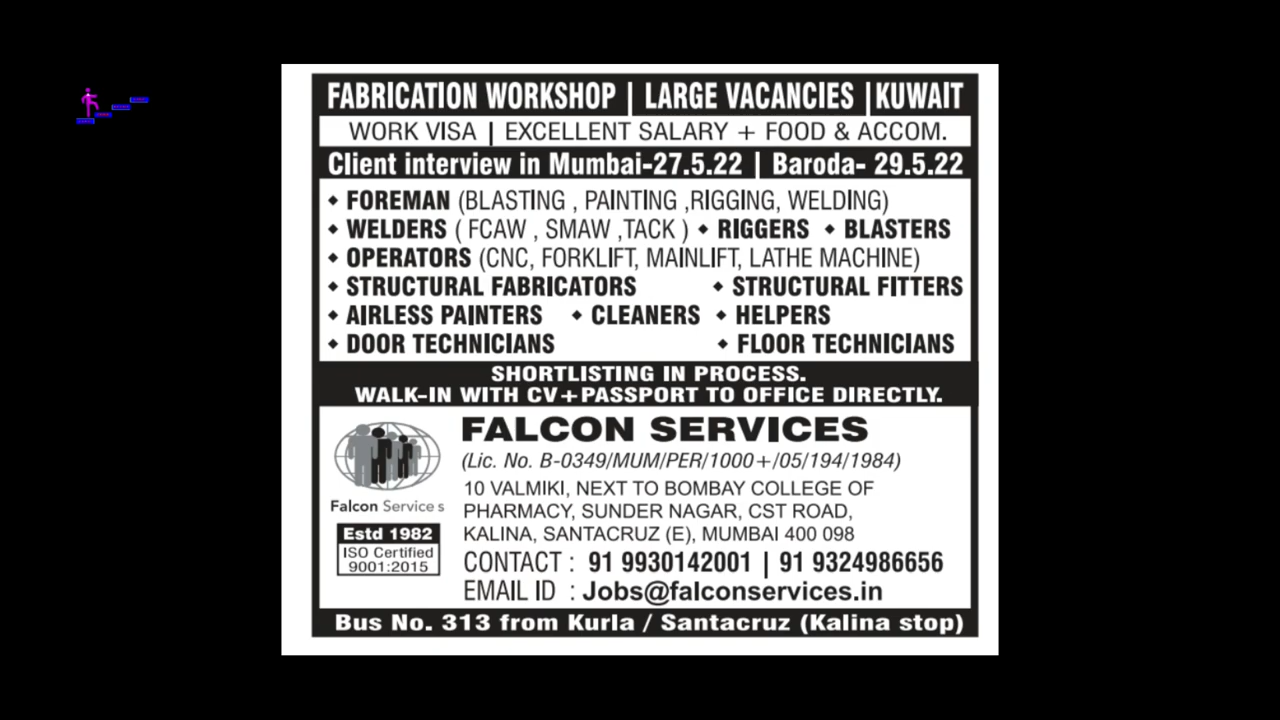 FABRICATION WORKSHOP | LARGE VACANCIES | KUWAIT
WORK VISA | EXCELLENT SALARY + FOOD & ACCOM.
Client interview in Mumbai-27.5.22 | Baroda- 29.5.22
◆ FOREMAN (BLASTING , PAINTING ,RIGGING, WELDING)
◆ WELDERS ( FCAW , SMAW ,TACK ) ◆ RIGGERS ◆ BLASTERS
◆ OPERATORS (CNC, FORKLIFT, MAINLIFT, LATHE MACHINE)
◆ STRUCTURAL FABRICATORS ◆ STRUCTURAL FITTERS
◆ AIRLESS PAINTERS ◆ CLEANERS ◆ HELPERS
◆ DOOR TECHNICIANS ◆ FLOOR TECHNICIANS
SHORTLISTING IN PROCESS.
WALK-IN WITH CV+PASSPORT TO OFFICE DIRECTLY.
FALCON SERVICES
(Lic. No. B-0349/MUM/PER/1000+/05/194/1984)
10 VALMIKI, NEXT TO BOMBAY COLLEGE OF
PHARMACY, SUNDER NAGAR, CST ROAD,
KALINA, SANTACRUZ (E), MUMBAI 400 098
CONTACT : 91 9930142001 | 91 9324986656
EMAIL ID : Jobs@falconservices.in
Falcon Services
Estd 1982
ISO Certified
9001:2015
Bus No. 313 from Kurla / Santacruz (Kalina stop)